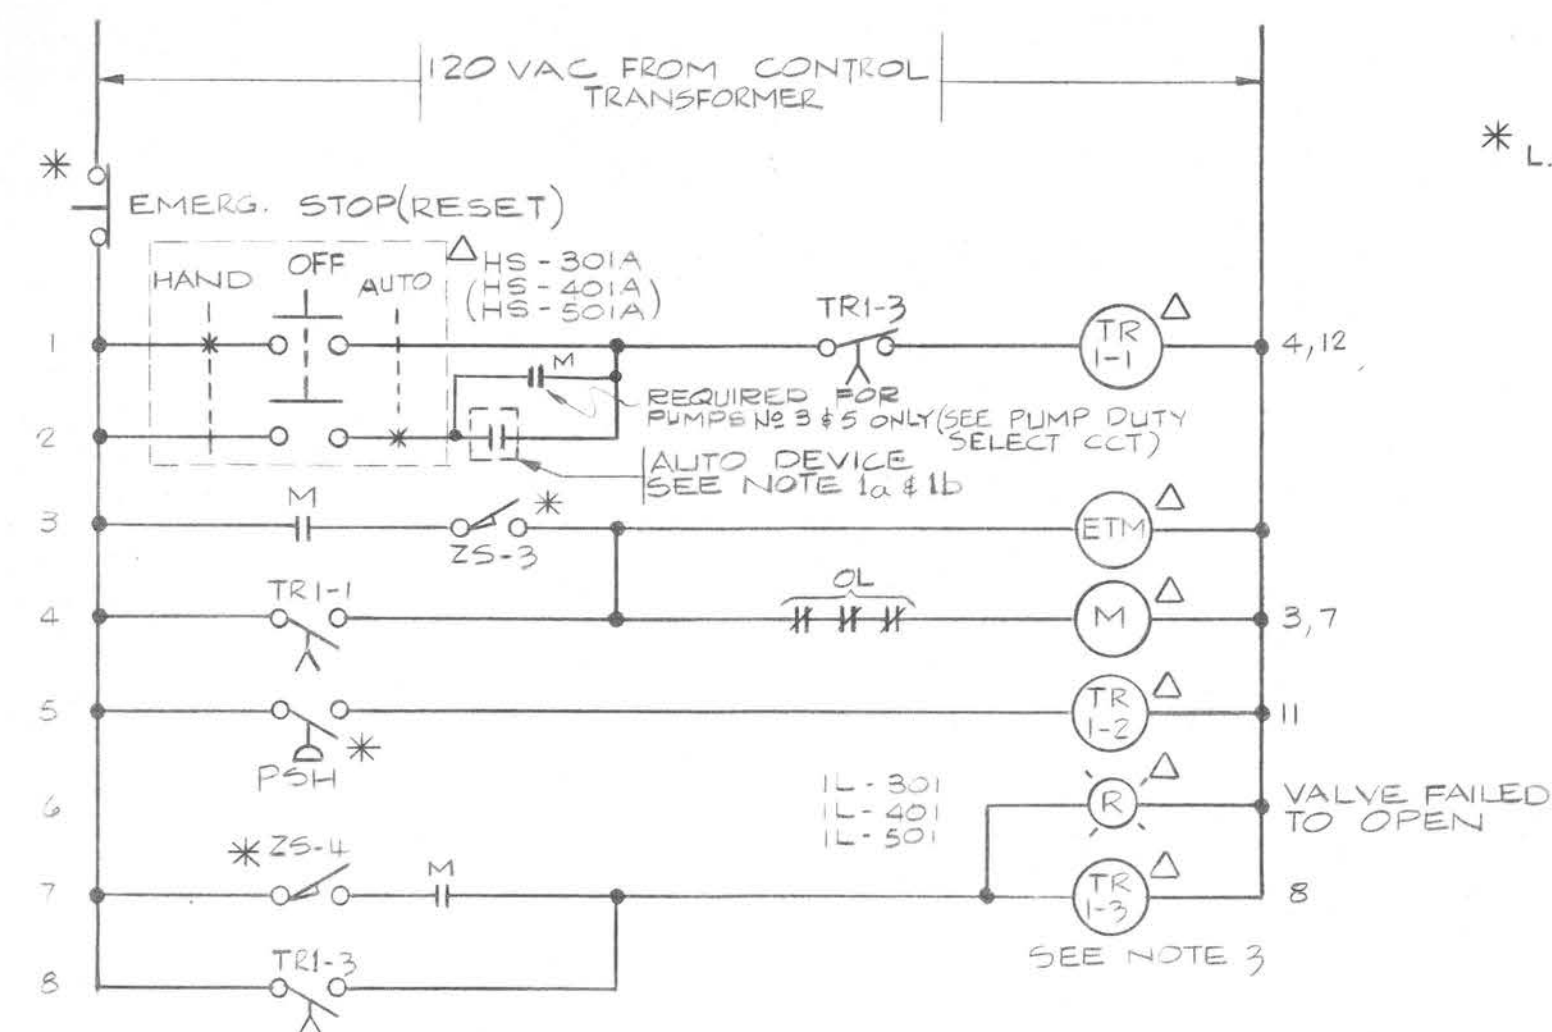 120 VAC FROM CONTROL
TRANSFORMER
* L.
*
EMERG. STOP(RESET)
HAND OFF AUTO
△ HS-301A
(HS-401A)
(HS-501A)
1 TR1-3 TR 1-1 △ 4,12
M
REQUIRED FOR
PUMPS Nº 3 & 5 ONLY (SEE PUMP DUTY
SELECT CCT)
2
AUTO DEVICE
SEE NOTE 1a & 1b
3 M ZS-3 * ETM △
4 TR1-1 OL M △ 3,7
5 PSH * TR 1-2 △ 11
6 IL-301
IL-401
IL-501
R △ VALVE FAILED
TO OPEN
7 * ZS-4 M TR 1-3 △ 8
SEE NOTE 3
8 TR1-3